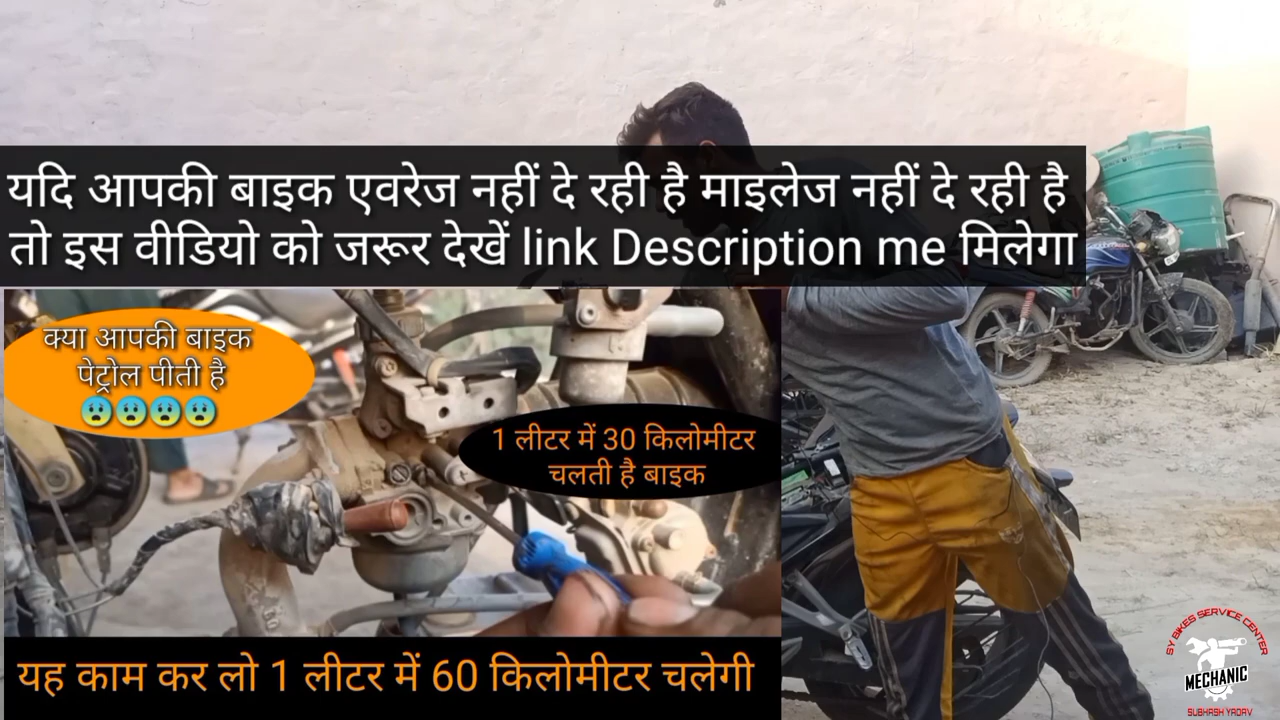 यदि आपकी बाइक एवरेज नहीं दे रही है माइलेज नहीं दे रही है
तो इस वीडियो को जरूर देखें link Description me मिलेगा
क्या आपकी बाइक
पेट्रोल पीती है
😰😰😰😰
1 लीटर में 30 किलोमीटर
चलती है बाइक
यह काम कर लो 1 लीटर में 60 किलोमीटर चलेगी
SY BIKES SERVICE CENTER
MECHANIC
SUBHASH YADAV